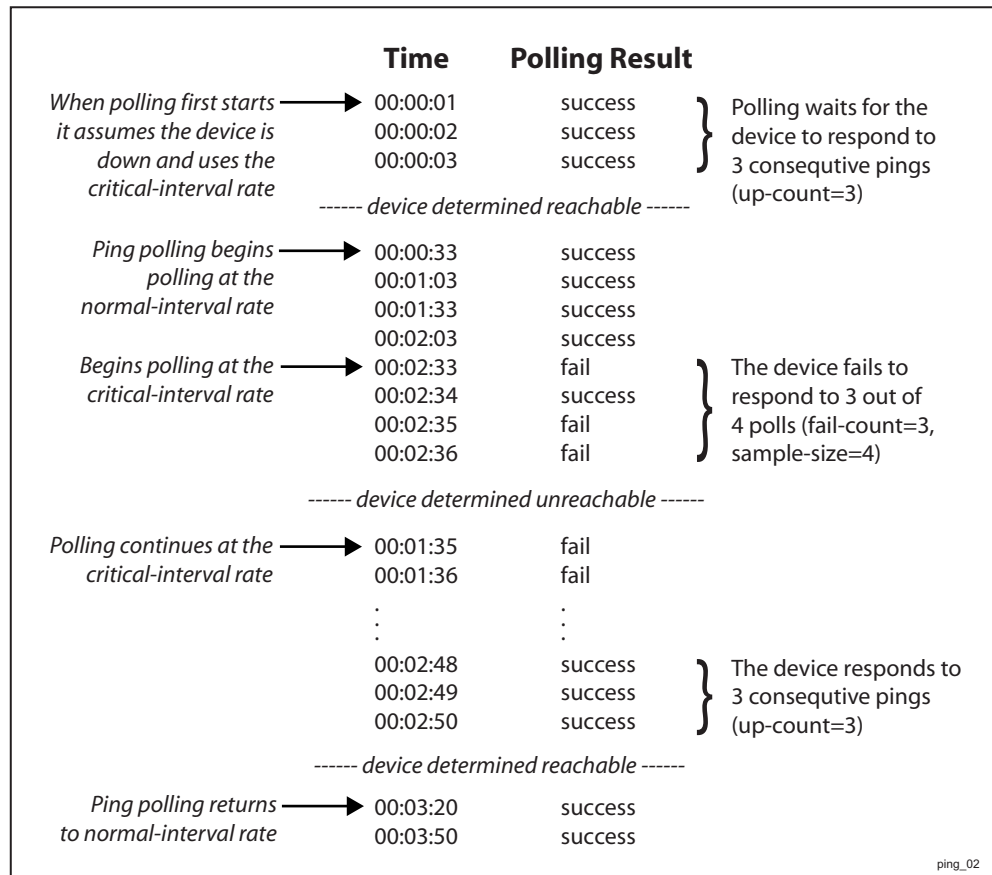 Time Polling Result
When polling first starts 00:00:01 success Polling waits for the
it assumes the device is 00:00:02 success device to respond to
down and uses the 00:00:03 success 3 consequtive pings
critical-interval rate (up-count=3)
------ device determined reachable ------
Ping polling begins 00:00:33 success
polling at the 00:01:03 success
normal-interval rate 00:01:33 success
00:02:03 success
Begins polling at the 00:02:33 fail The device fails to
critical-interval rate 00:02:34 success respond to 3 out of
00:02:35 fail 4 polls (fail-count=3,
00:02:36 fail sample-size=4)
------ device determined unreachable ------
Polling continues at the 00:01:35 fail
critical-interval rate 00:01:36 fail
. .
. .
. .
00:02:48 success The device responds to
00:02:49 success 3 consequtive pings
00:02:50 success (up-count=3)
------ device determined reachable ------
Ping polling returns 00:03:20 success
to normal-interval rate 00:03:50 success
ping_02